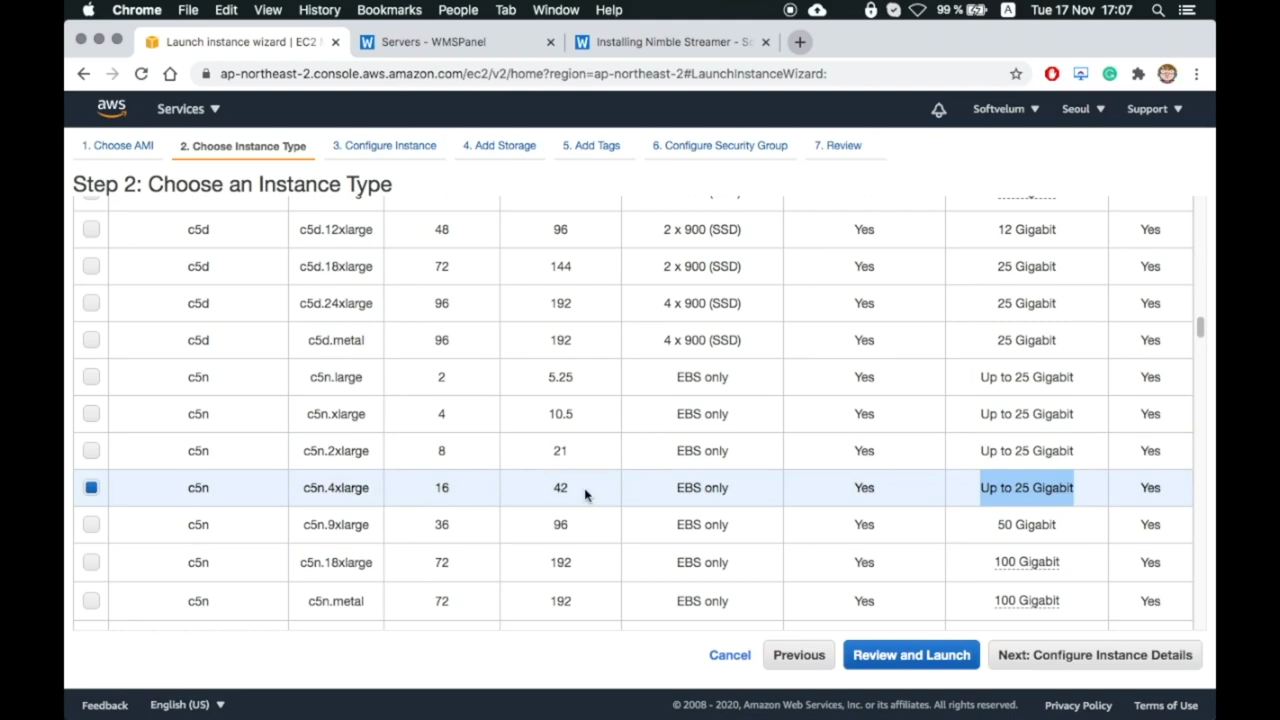 Chrome File Edit View History Bookmarks People Tab Window Help 99 % A Tue 17 Nov 17:07
Launch instance wizard | EC2 Servers - WMSPanel Installing Nimble Streamer - So
ap-northeast-2.console.aws.amazon.com/ec2/v2/home?region=ap-northeast-2#LaunchInstanceWizard:
aws Services Softvelum Seoul Support
1. Choose AMI 2. Choose Instance Type 3. Configure Instance 4. Add Storage 5. Add Tags 6. Configure Security Group 7. Review
Step 2: Choose an Instance Type
c5d c5d.12xlarge 48 96 2 x 900 (SSD) Yes 12 Gigabit Yes
c5d c5d.18xlarge 72 144 2 x 900 (SSD) Yes 25 Gigabit Yes
c5d c5d.24xlarge 96 192 4 x 900 (SSD) Yes 25 Gigabit Yes
c5d c5d.metal 96 192 4 x 900 (SSD) Yes 25 Gigabit Yes
c5n c5n.large 2 5.25 EBS only Yes Up to 25 Gigabit Yes
c5n c5n.xlarge 4 10.5 EBS only Yes Up to 25 Gigabit Yes
c5n c5n.2xlarge 8 21 EBS only Yes Up to 25 Gigabit Yes
c5n c5n.4xlarge 16 42 EBS only Yes Up to 25 Gigabit Yes
c5n c5n.9xlarge 36 96 EBS only Yes 50 Gigabit Yes
c5n c5n.18xlarge 72 192 EBS only Yes 100 Gigabit Yes
c5n c5n.metal 72 192 EBS only Yes 100 Gigabit Yes
Cancel Previous Review and Launch Next: Configure Instance Details
Feedback English (US) © 2008 - 2020, Amazon Web Services, Inc. or its affiliates. All rights reserved. Privacy Policy Terms of Use